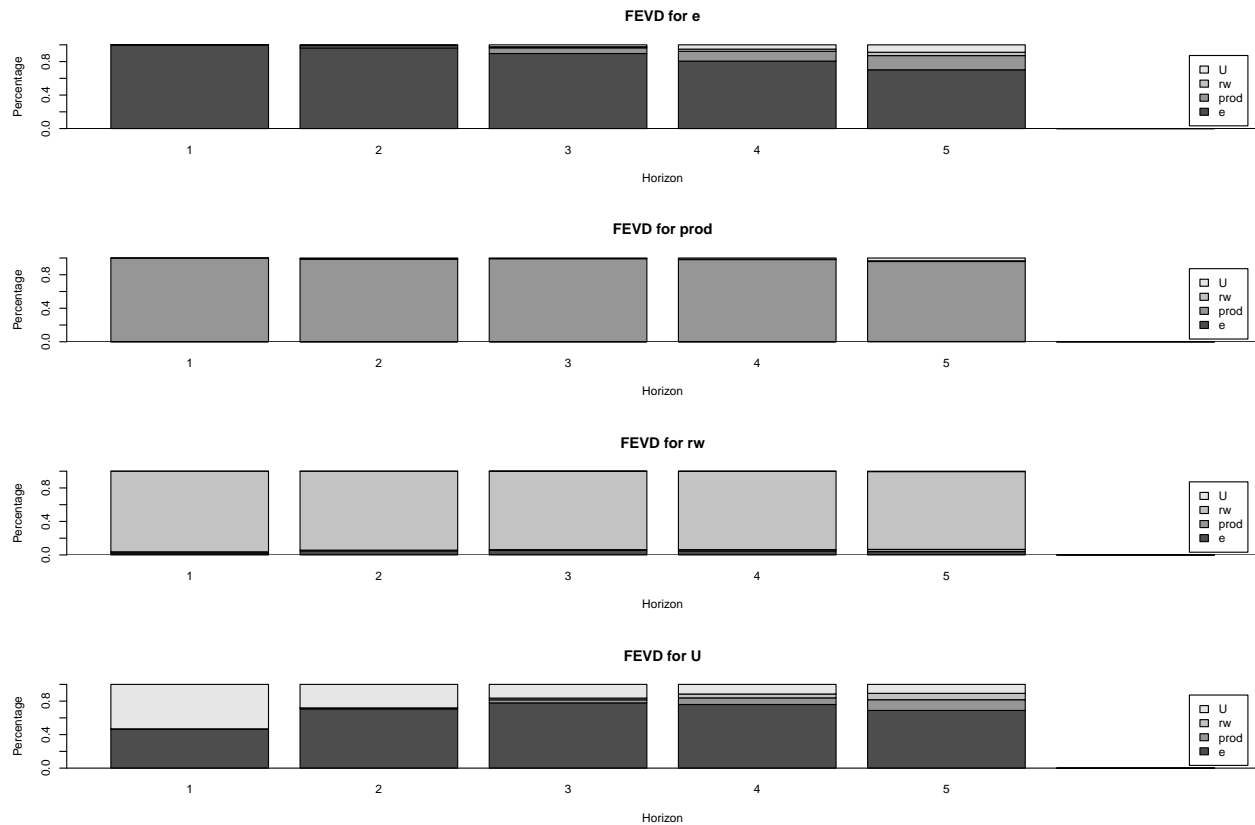 FEVD for e
Percentage
0.0 0.4 0.8
1 2 3 4 5
Horizon
U
rw
prod
e
FEVD for prod
Percentage
0.0 0.4 0.8
1 2 3 4 5
Horizon
U
rw
prod
e
FEVD for rw
Percentage
0.0 0.4 0.8
1 2 3 4 5
Horizon
U
rw
prod
e
FEVD for U
Percentage
0.0 0.4 0.8
1 2 3 4 5
Horizon
U
rw
prod
e